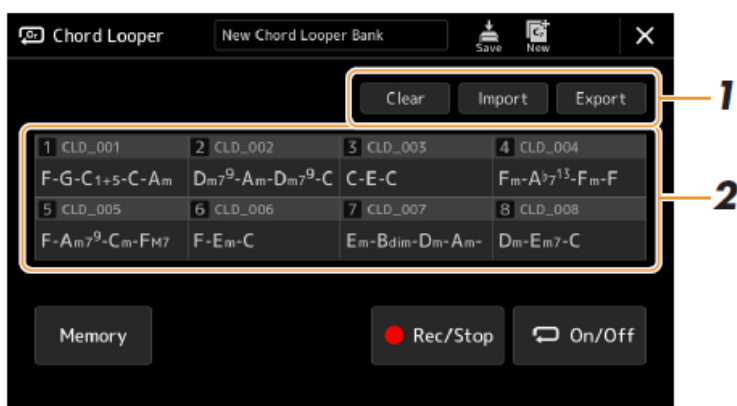 Chord Looper New Chord Looper Bank Save New
Clear Import Export 1
1 CLD_001 2 CLD_002 3 CLD_003 4 CLD_004
F-G-C1+5-C-Am Dm7⁹-Am-Dm7⁹-C C-E-C Fm-A♭7¹³-Fm-F
2
5 CLD_005 6 CLD_006 7 CLD_007 8 CLD_008
F-Am7⁹-Cm-FM7 F-Em-C Em-Bdim-Dm-Am- Dm-Em7-C
Memory Rec/Stop On/Off